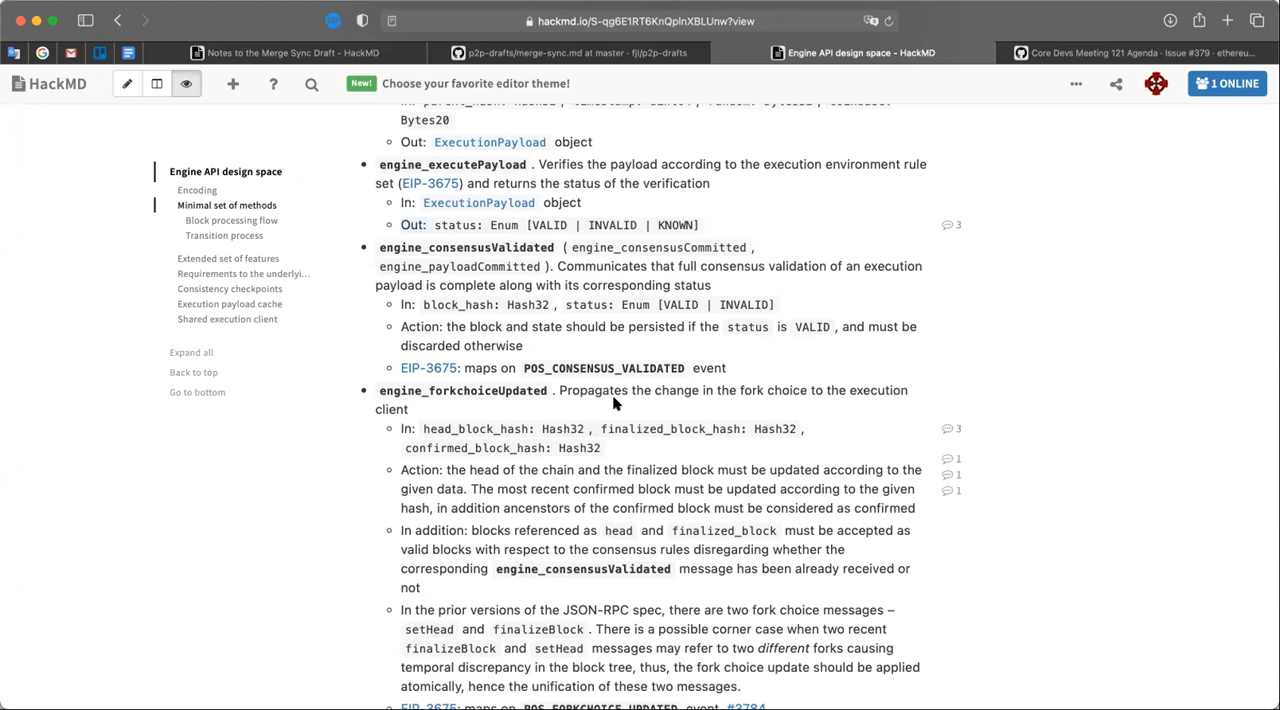 hackmd.io/S-qg6E1RT6KnQplnXBLUnw?view
Notes to the Merge Sync Draft - HackMD
p2p-drafts/merge-sync.md at master · fjl/p2p-drafts
Engine API design space - HackMD
Core Devs Meeting 121 Agenda · Issue #379 · ethereu...
HackMD
New!
Choose your favorite editor theme!
1 ONLINE
Engine API design space
Encoding
Minimal set of methods
Block processing flow
Transition process
Extended set of features
Requirements to the underlyi...
Consistency checkpoints
Execution payload cache
Shared execution client
Expand all
Back to top
Go to bottom
Bytes20
Out: ExecutionPayload object
engine_executePayload . Verifies the payload according to the execution environment rule
set (EIP-3675) and returns the status of the verification
In: ExecutionPayload object
Out: status: Enum [VALID | INVALID | KNOWN]
3
engine_consensusValidated ( engine_consensusCommitted ,
engine_payloadCommitted ). Communicates that full consensus validation of an execution
payload is complete along with its corresponding status
In: block_hash: Hash32 , status: Enum [VALID | INVALID]
Action: the block and state should be persisted if the status is VALID , and must be
discarded otherwise
EIP-3675: maps on POS_CONSENSUS_VALIDATED event
engine_forkchoiceUpdated . Propagates the change in the fork choice to the execution
client
In: head_block_hash: Hash32 , finalized_block_hash: Hash32 ,
3
confirmed_block_hash: Hash32
1
Action: the head of the chain and the finalized block must be updated according to the
1
given data. The most recent confirmed block must be updated according to the given
1
hash, in addition ancenstors of the confirmed block must be considered as confirmed
In addition: blocks referenced as head and finalized_block must be accepted as
valid blocks with respect to the consensus rules disregarding whether the
corresponding engine_consensusValidated message has been already received or
not
In the prior versions of the JSON-RPC spec, there are two fork choice messages –
setHead and finalizeBlock . There is a possible corner case when two recent
finalizeBlock and setHead messages may refer to two different forks causing
temporal discrepancy in the block tree, thus, the fork choice update should be applied
atomically, hence the unification of these two messages.
EIP-3675: maps on POS_FORKCHOICE_UPDATED event #3784